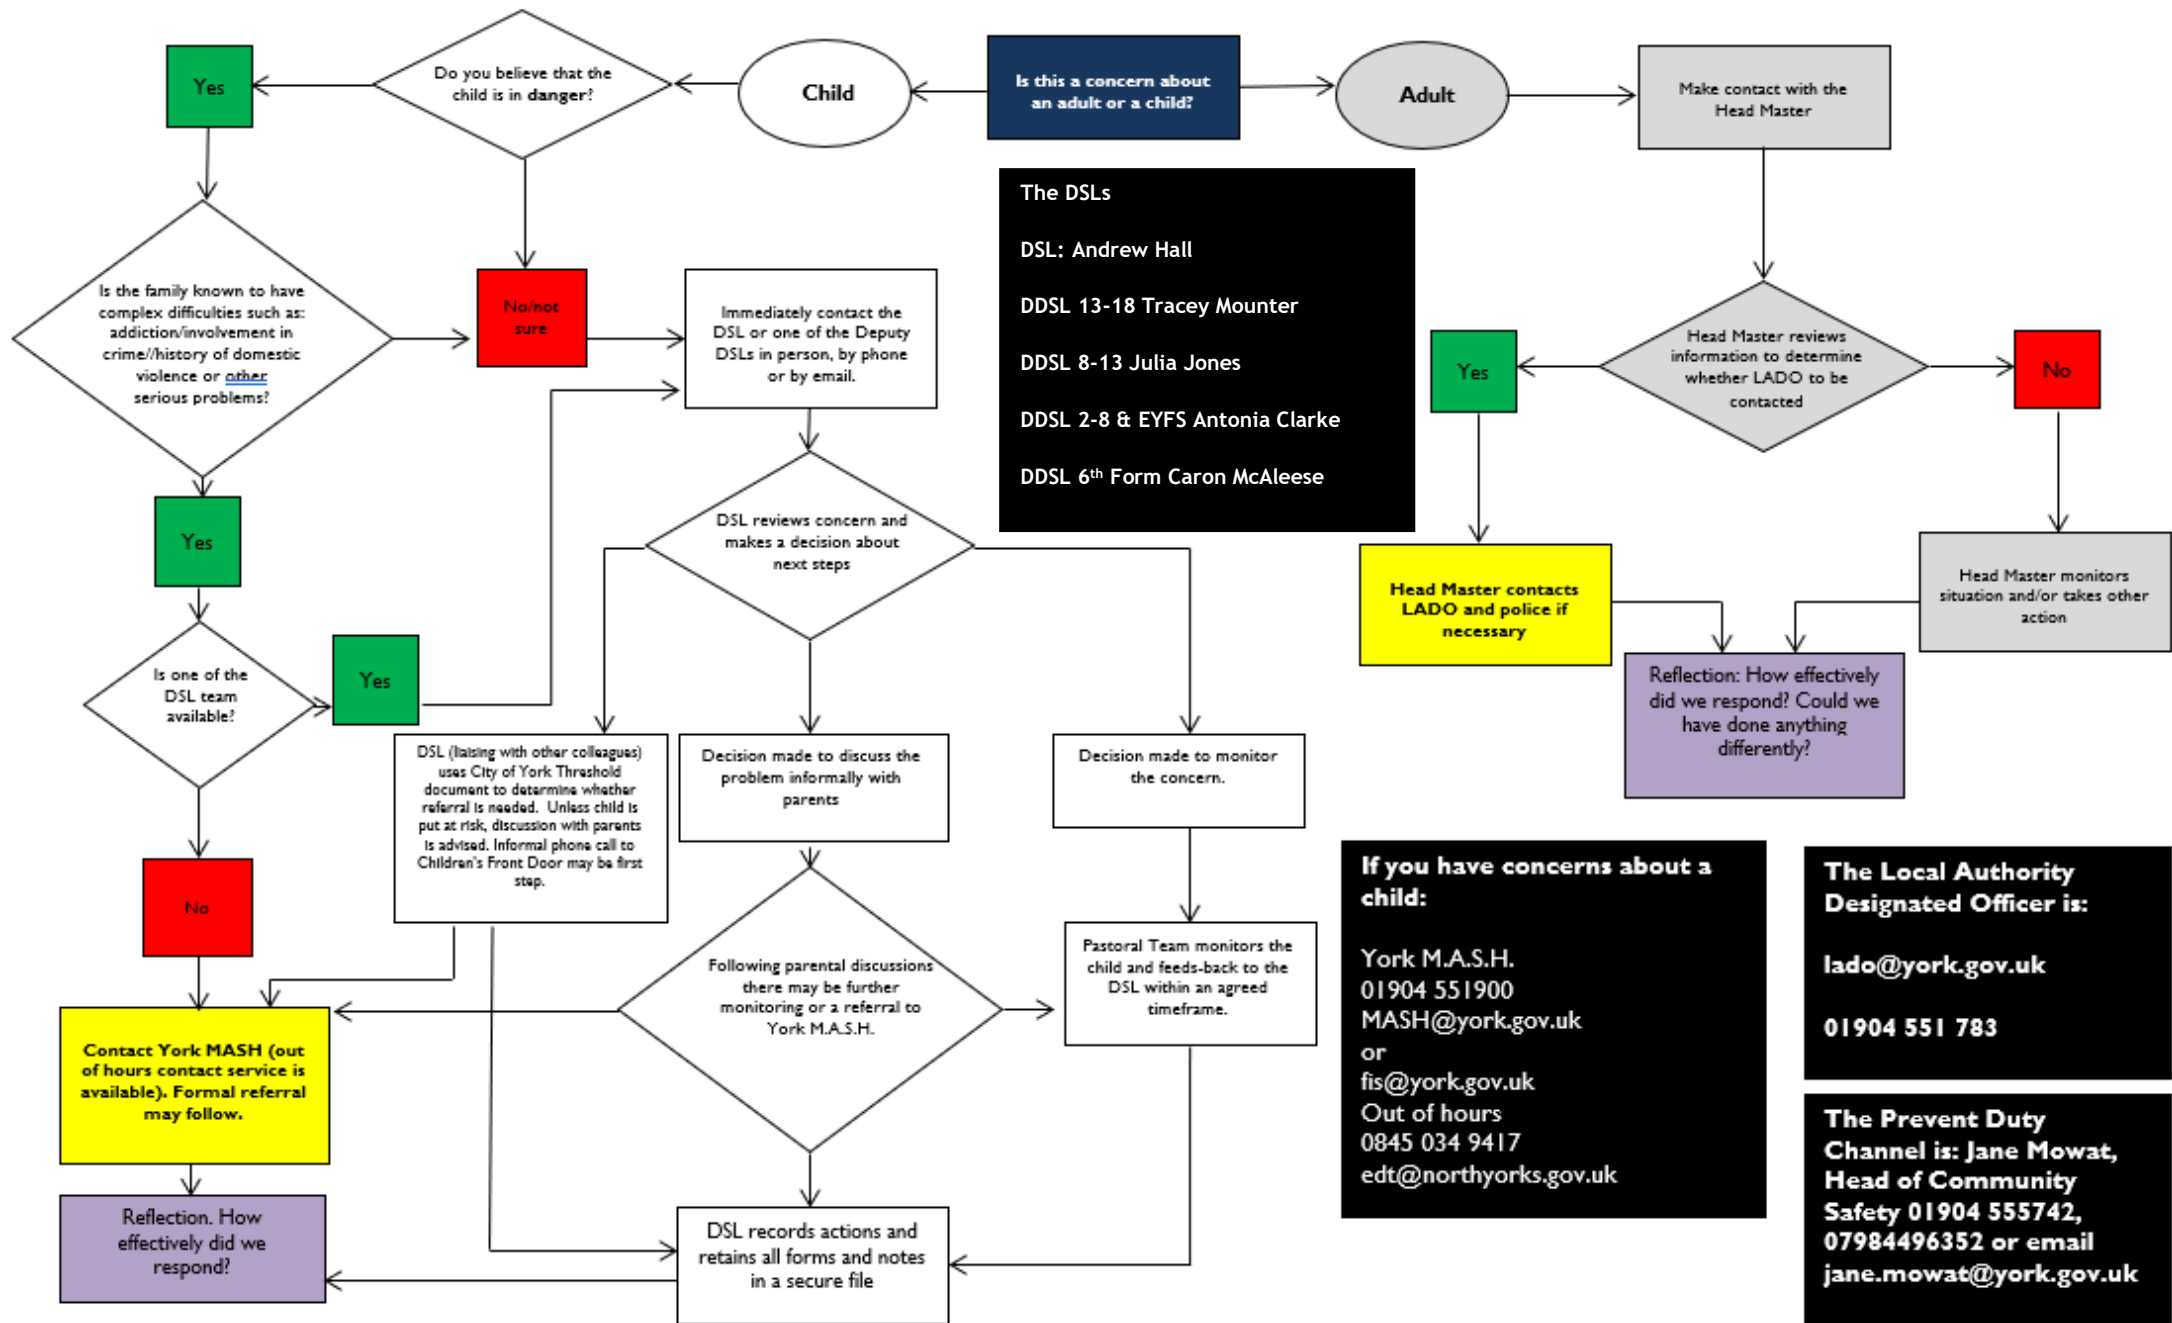 Is this a concern about
an adult or a child?
Child
Do you believe that the
child is in danger?
Yes
Adult
Make contact with the
Head Master
The DSLs
DSL: Andrew Hall
DDSL 13-18 Tracey Mounter
DDSL 8-13 Julia Jones
DDSL 2-8 & EYFS Antonia Clarke
DDSL 6th Form Caron McAleese
Is the family known to have
complex difficulties such as:
addiction/involvement in
crime//history of domestic
violence or other
serious problems?
No/not
sure
Immediately contact the
DSL or one of the Deputy
DSLs in person, by phone
or by email.
Yes
Head Master reviews
information to determine
whether LADO to be
contacted
No
Yes
DSL reviews concern and
makes a decision about
next steps
Head Master contacts
LADO and police if
necessary
Head Master monitors
situation and/or takes other
action
Is one of the
DSL team
available?
Yes
Reflection: How effectively
did we respond? Could we
have done anything
differently?
DSL (liaising with other colleagues)
uses City of York Threshold
document to determine whether
referral is needed. Unless child is
put at risk, discussion with parents
is advised. Informal phone call to
Children's Front Door may be first
step.
Decision made to discuss the
problem informally with
parents
Decision made to monitor
the concern.
No
Following parental discussions
there may be further
monitoring or a referral to
York M.A.S.H.
Pastoral Team monitors the
child and feeds-back to the
DSL within an agreed
timeframe.
Contact York MASH (out
of hours contact service is
available). Formal referral
may follow.
Reflection. How
effectively did we
respond?
DSL records actions and
retains all forms and notes
in a secure file
If you have concerns about a
child:
York M.A.S.H.
01904 551900
MASH@york.gov.uk
or
fis@york.gov.uk
Out of hours
0845 034 9417
edt@northyorks.gov.uk
The Local Authority
Designated Officer is:
lado@york.gov.uk
01904 551 783
The Prevent Duty
Channel is: Jane Mowat,
Head of Community
Safety 01904 555742,
07984496352 or email
jane.mowat@york.gov.uk